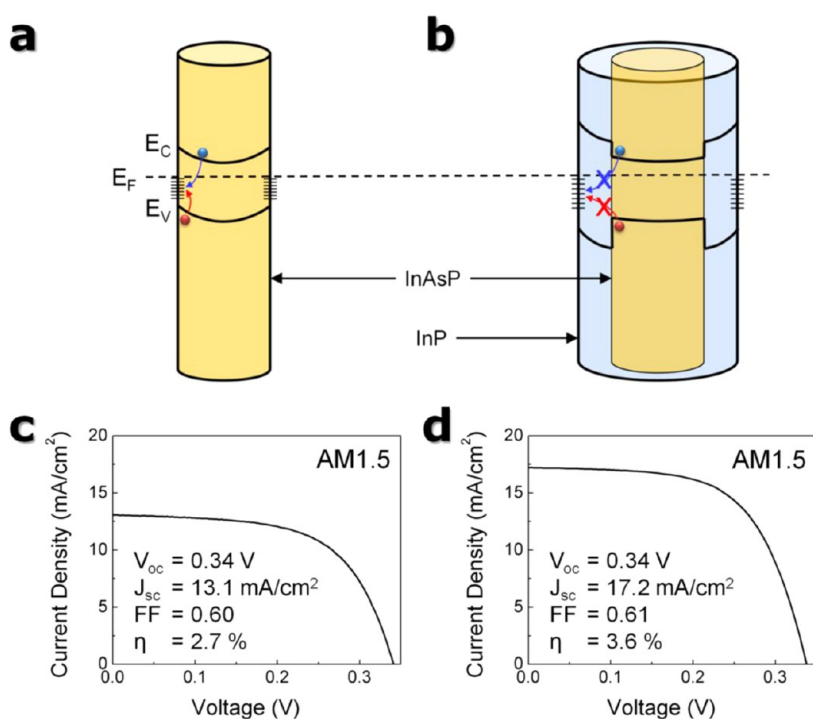 a
b
E_C
E_F
E_V
InAsP
InP
c
d
20
15
10
5
0
Current Density (mA/cm²)
AM1.5
V_oc = 0.34 V
J_sc = 13.1 mA/cm²
FF = 0.60
η = 2.7 %
0.0
0.1
0.2
0.3
Voltage (V)
20
15
10
5
0
Current Density (mA/cm²)
AM1.5
V_oc = 0.34 V
J_sc = 17.2 mA/cm²
FF = 0.61
η = 3.6 %
0.0
0.1
0.2
0.3
Voltage (V)